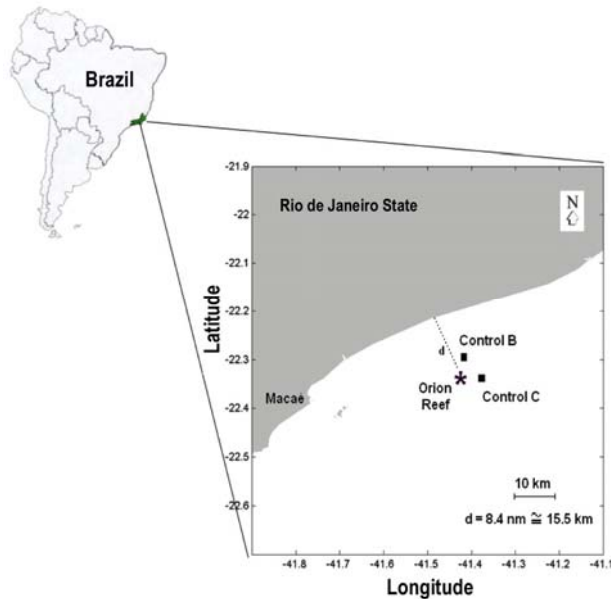 Brazil
-21.9
Rio de Janeiro State
N
-22
-22.1
-22.2
Latitude
Control B
d
-22.3
Orion
Reef
Control C
Macaé
-22.4
-22.5
10 km
-22.6
d = 8.4 nm ≅ 15.5 km
-41.8 -41.7 -41.6 -41.5 -41.4 -41.3 -41.2 -41.1
Longitude